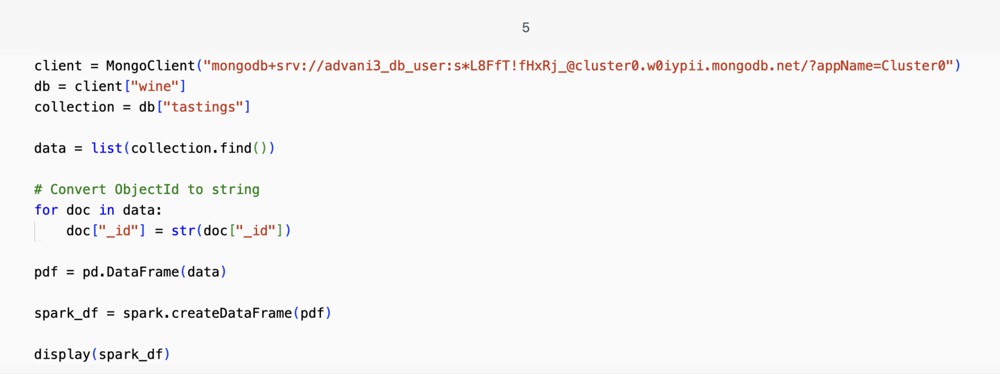 5
client = MongoClient("mongodb+srv://advani3_db_user:s*L8FfT!fHxRj_@cluster0.w0iypii.mongodb.net/?appName=Cluster0")
db = client["wine"]
collection = db["tastings"]
data = list(collection.find())
# Convert ObjectId to string
for doc in data:
    doc["_id"] = str(doc["_id"])
pdf = pd.DataFrame(data)
spark_df = spark.createDataFrame(pdf)
display(spark_df)